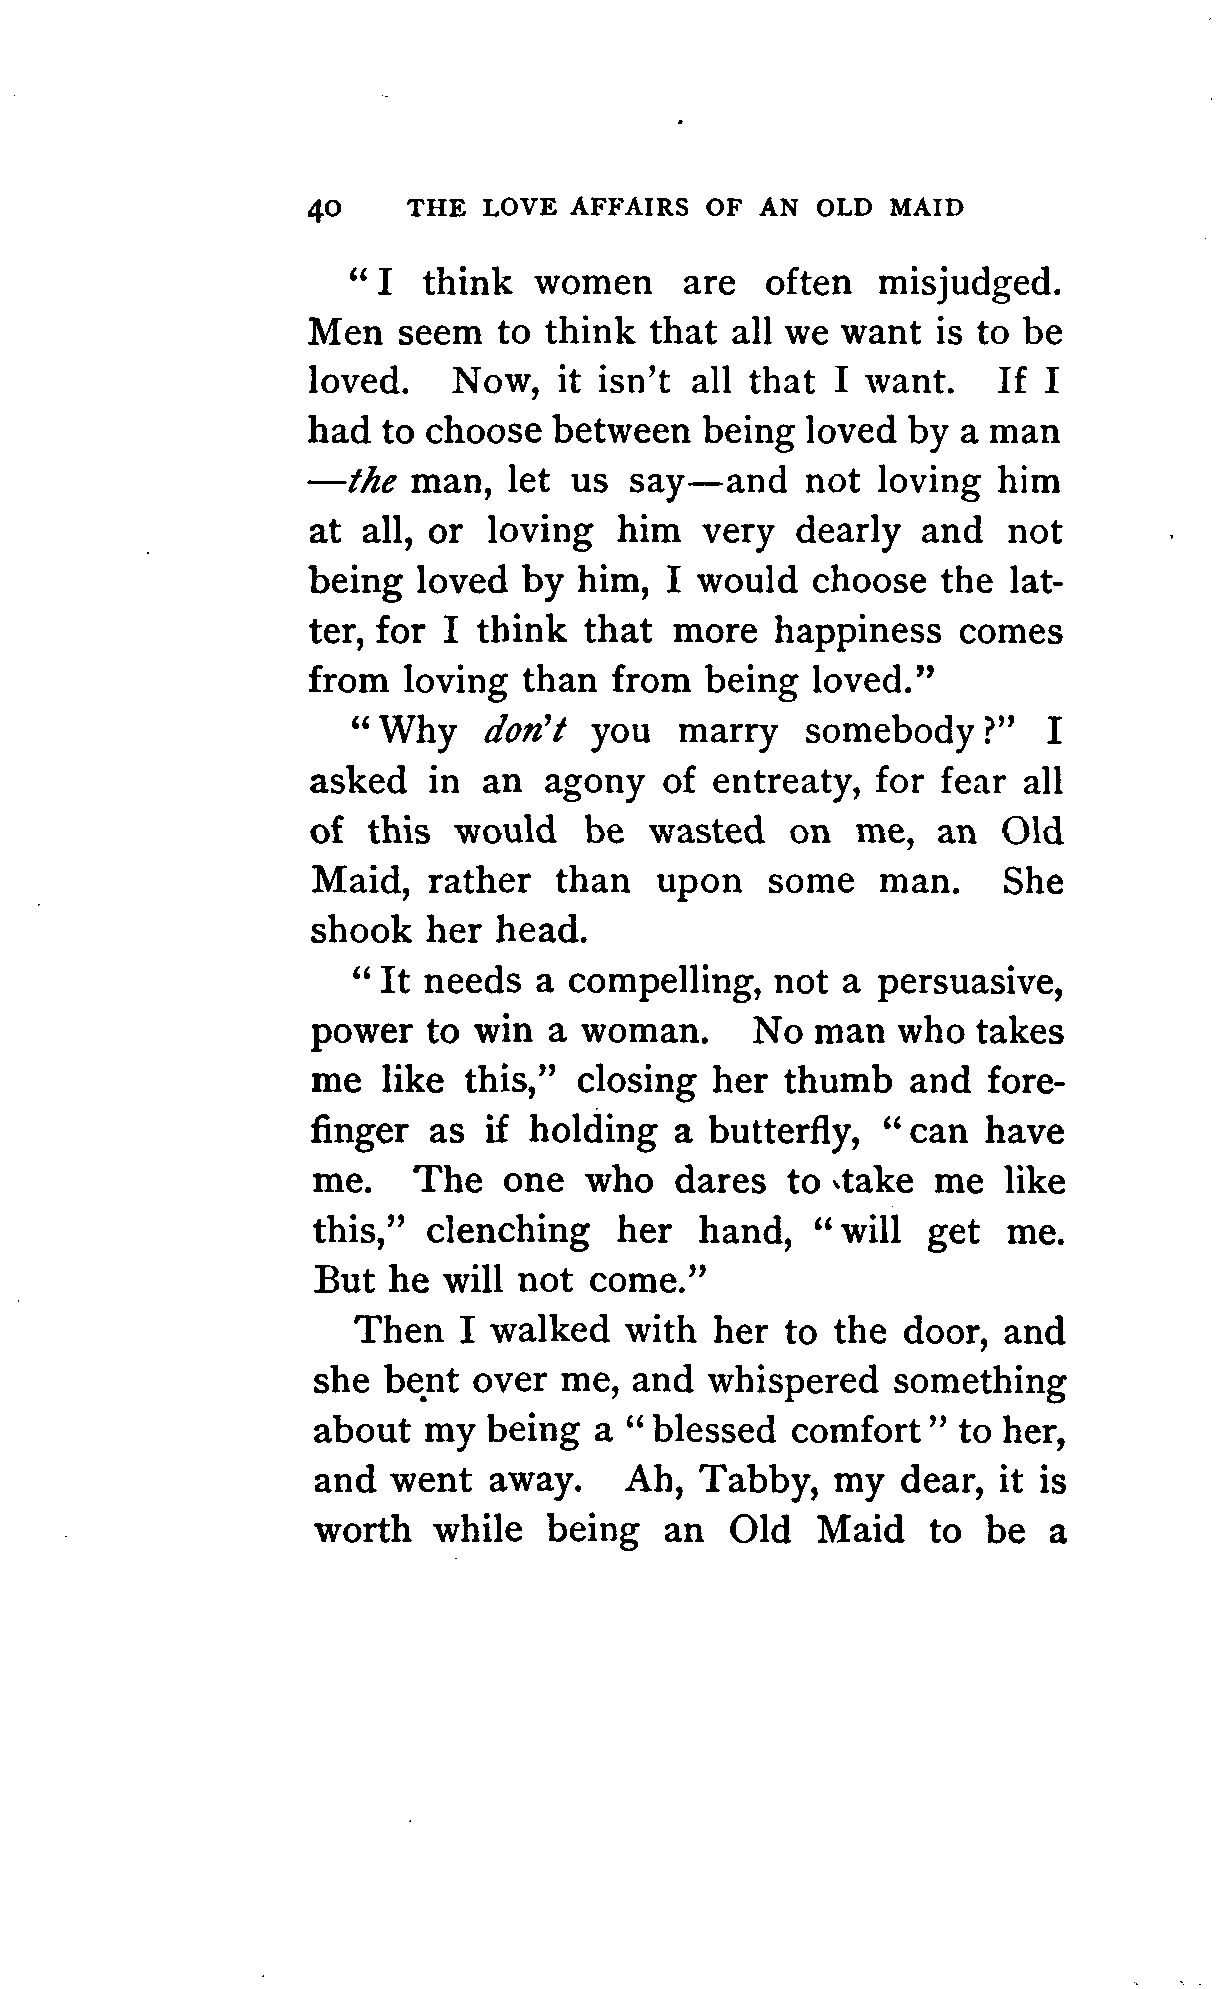 40 THE LOVE AFFAIRS OF AN OLD MAID
"I think women are often misjudged.
Men seem to think that all we want is to be
loved. Now, it isn't all that I want. If I
had to choose between being loved by a man
—the man, let us say—and not loving him
at all, or loving him very dearly and not
being loved by him, I would choose the lat-
ter, for I think that more happiness comes
from loving than from being loved."
"Why don't you marry somebody?" I
asked in an agony of entreaty, for fear all
of this would be wasted on me, an Old
Maid, rather than upon some man. She
shook her head.
"It needs a compelling, not a persuasive,
power to win a woman. No man who takes
me like this," closing her thumb and fore-
finger as if holding a butterfly, "can have
me. The one who dares to take me like
this," clenching her hand, "will get me.
But he will not come."
Then I walked with her to the door, and
she bent over me, and whispered something
about my being a "blessed comfort" to her,
and went away. Ah, Tabby, my dear, it is
worth while being an Old Maid to be a